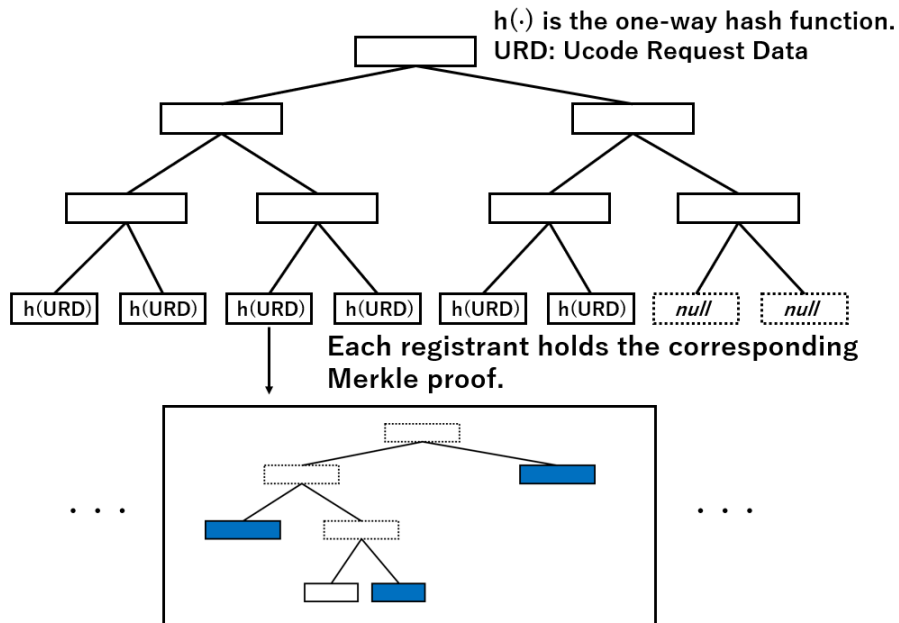 h(·) is the one-way hash function.
URD: Ucode Request Data
h(URD) h(URD) h(URD) h(URD) h(URD) h(URD) null null
Each registrant holds the corresponding
Merkle proof.
· · · · · ·